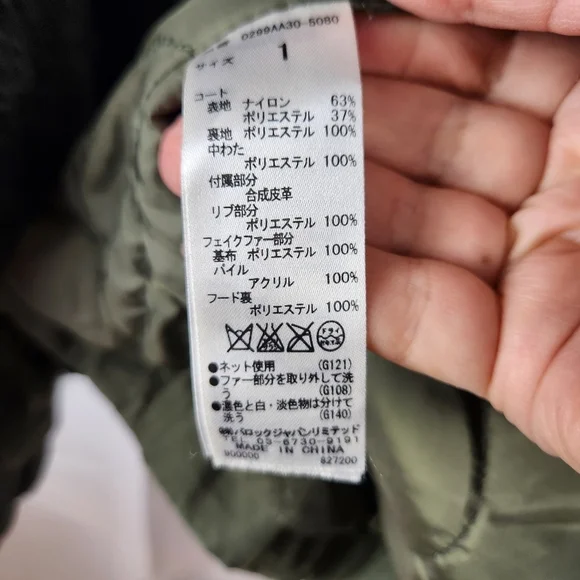 0299AA30-5080
サイズ 1
コート
表地 ナイロン 63%
ポリエステル 37%
裏地 ポリエステル 100%
中わた
ポリエステル 100%
付属部分
合成皮革
リブ部分
ポリエステル 100%
フェイクファー部分
基布 ポリエステル 100%
パイル
アクリル 100%
フード裏
ポリエステル 100%
ドライ
●ネット使用 (G121)
●ファー部分を取り外して洗
う (G108)
●濃色と白・淡色物は分けて
洗う (G140)
㈱バロックジャパンリミテッド
TEL 03-6730-9191
MADE IN CHINA
900000 827200